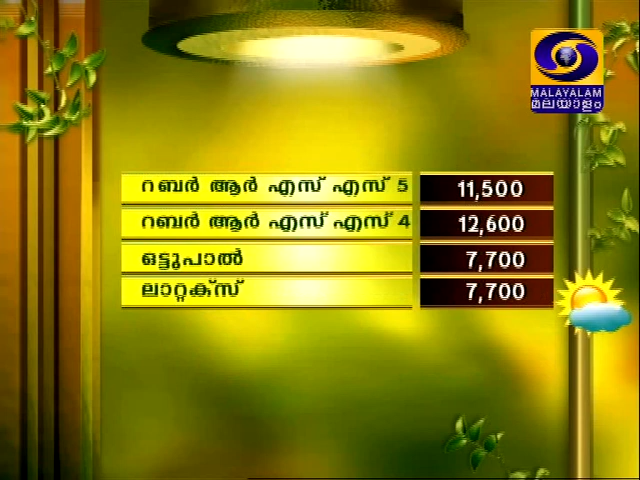 MALAYALAM
മലയാളം
റബർ ആർ എസ് എസ് 5 11,500
റബർ ആർ എസ് എസ് 4 12,600
ഒട്ടുപാൽ 7,700
ലാറ്റക്സ് 7,700